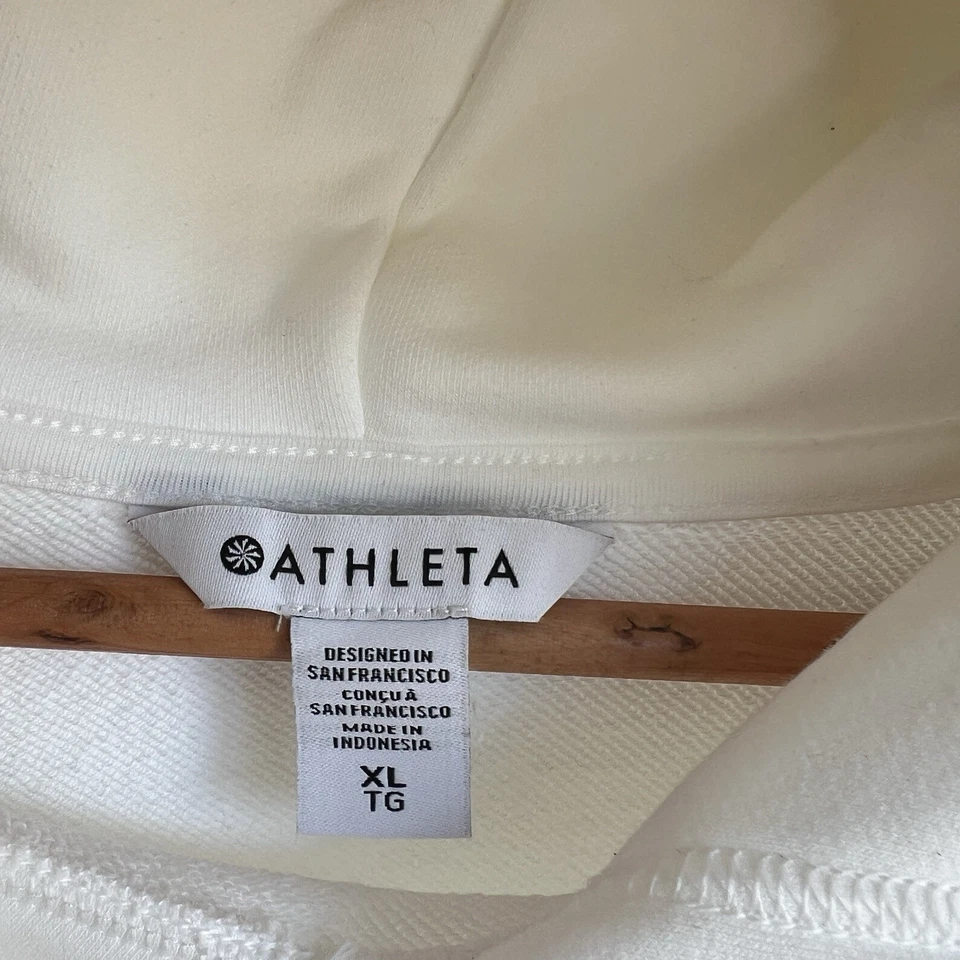 ATHLETA
DESIGNED IN
SAN FRANCISCO
CONÇU À
SAN FRANCISCO
MADE IN
INDONESIA
XL
TG